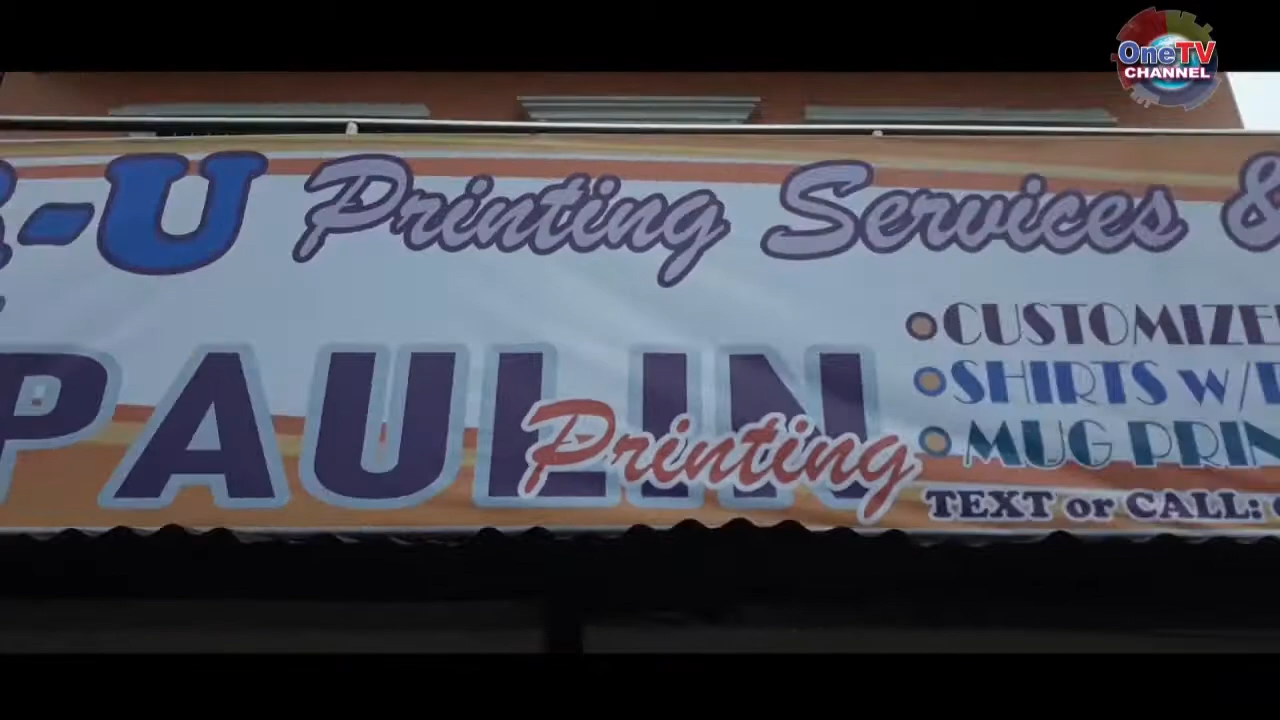 OneTV
CHANNEL
-U Printing Services &
PAULIN
Printing
CUSTOMIZE
SHIRTS w/
MUG PRIN
TEXT or CALL: